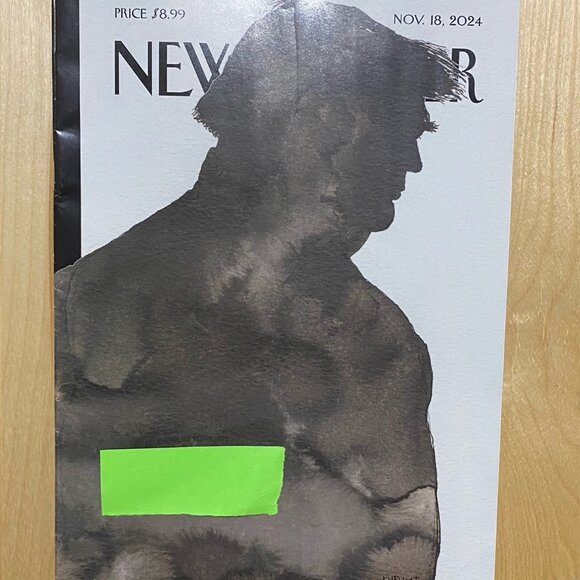 PRICE $8.99
NOV. 18, 2024
NEW ER